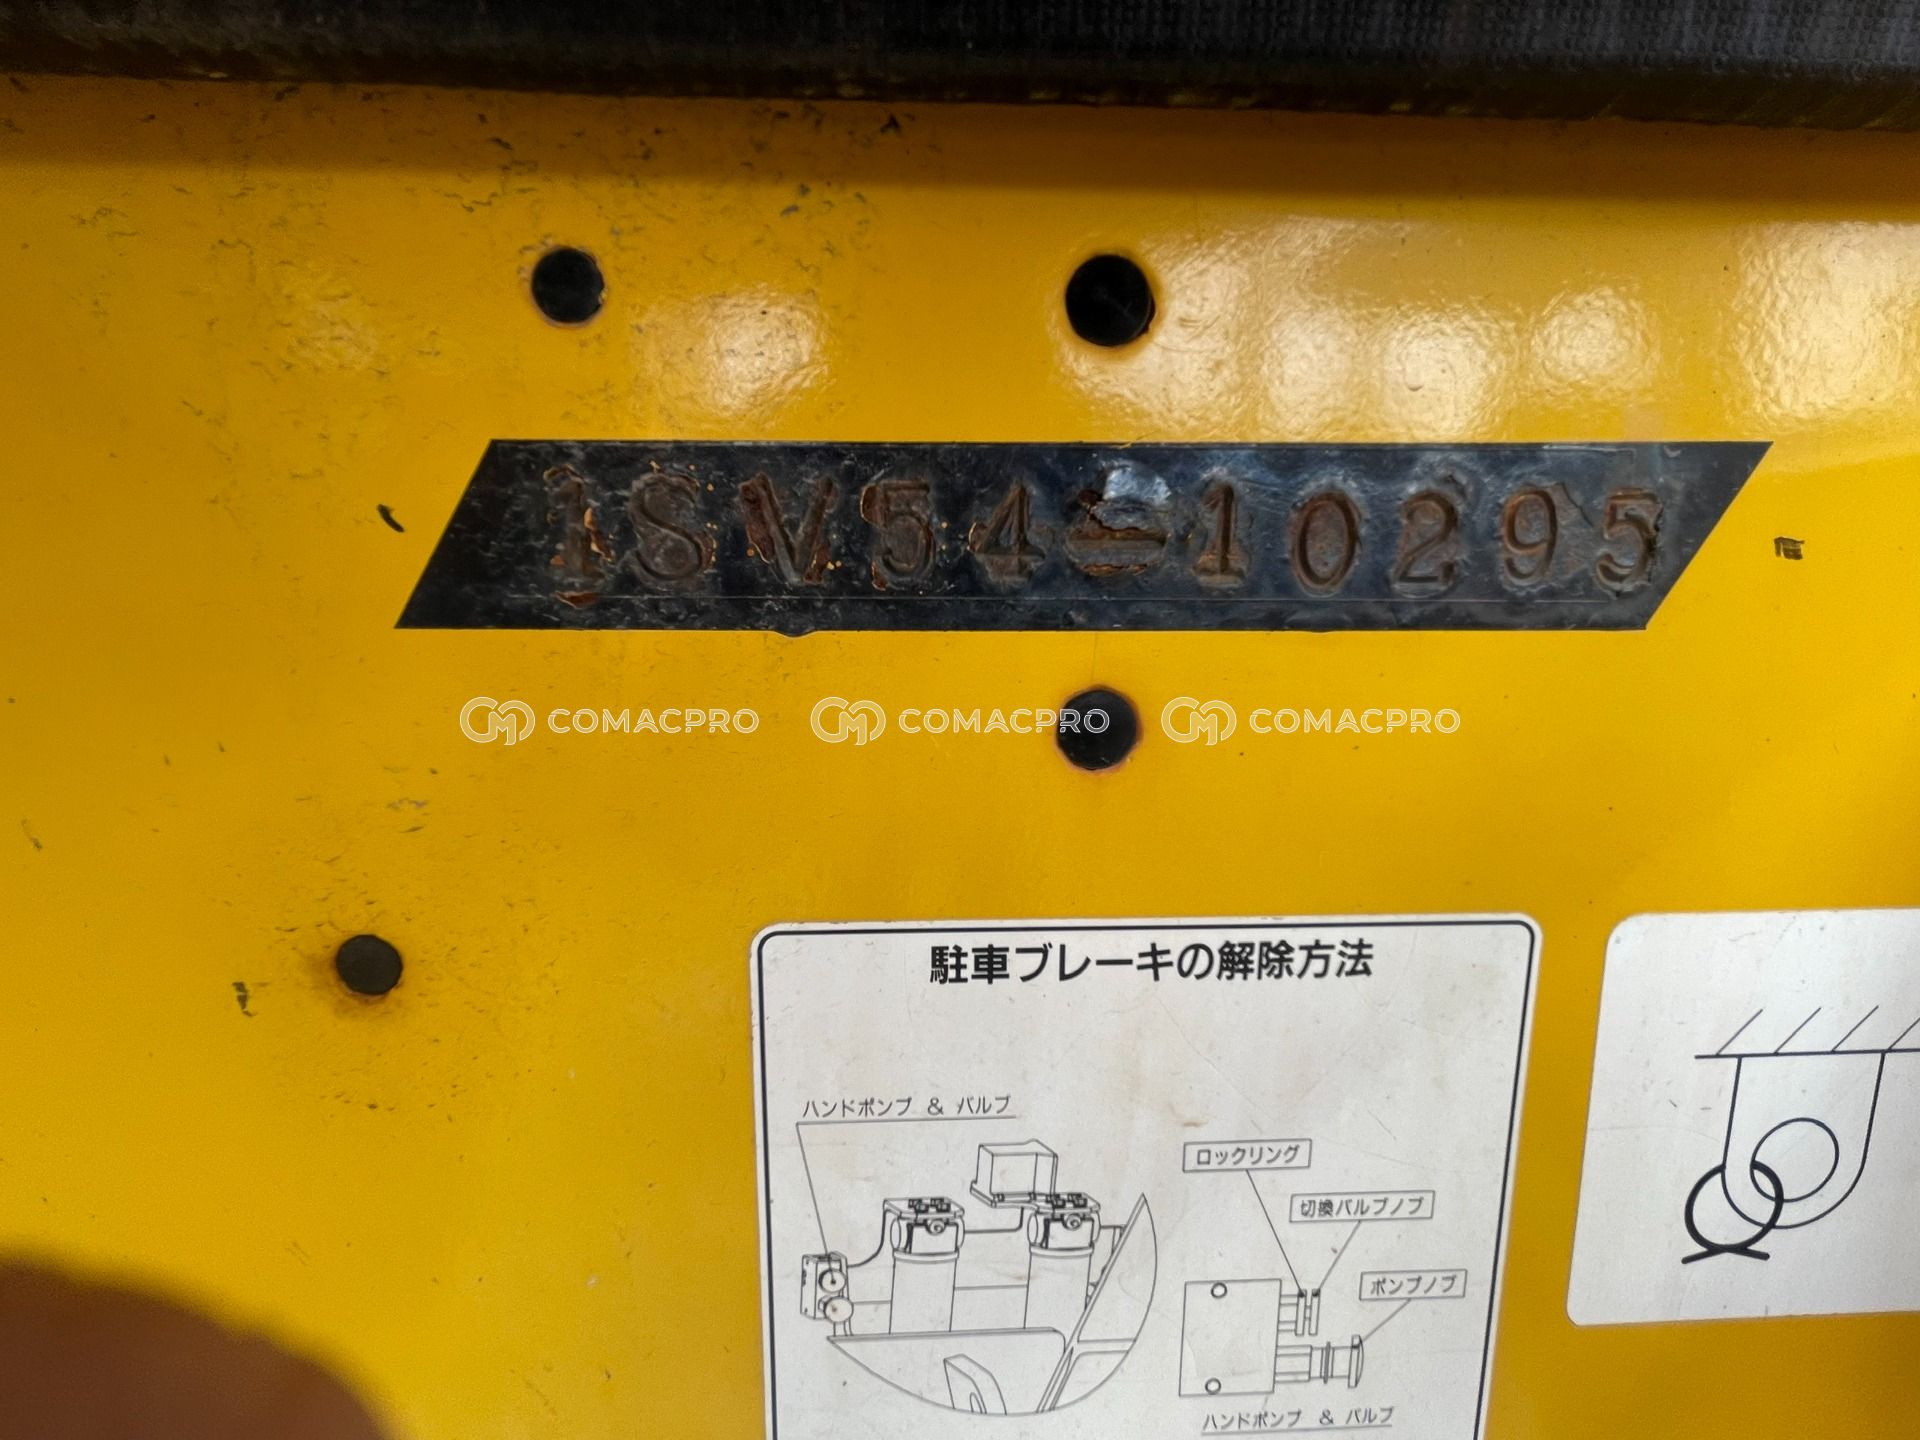 1SV54-10295
COMACPRO COMACPRO COMACPRO
駐車ブレーキの解除方法
ハンドポンプ & バルブ
ロックリング
切換バルブノブ
ポンプノブ
ハンドポンプ & バルブ